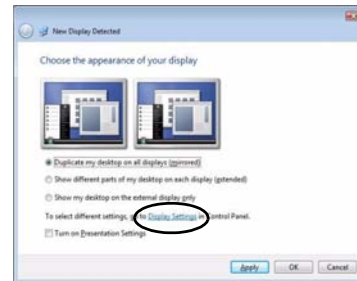 New Display Detected
Choose the appearance of your display
Duplicate my desktop on all displays (mirrored)
Show different parts of my desktop on each display (extended)
Show my desktop on the external display only
To select different settings, go to Display Settings in Control Panel.
Turn on Presentation Settings
Apply OK Cancel